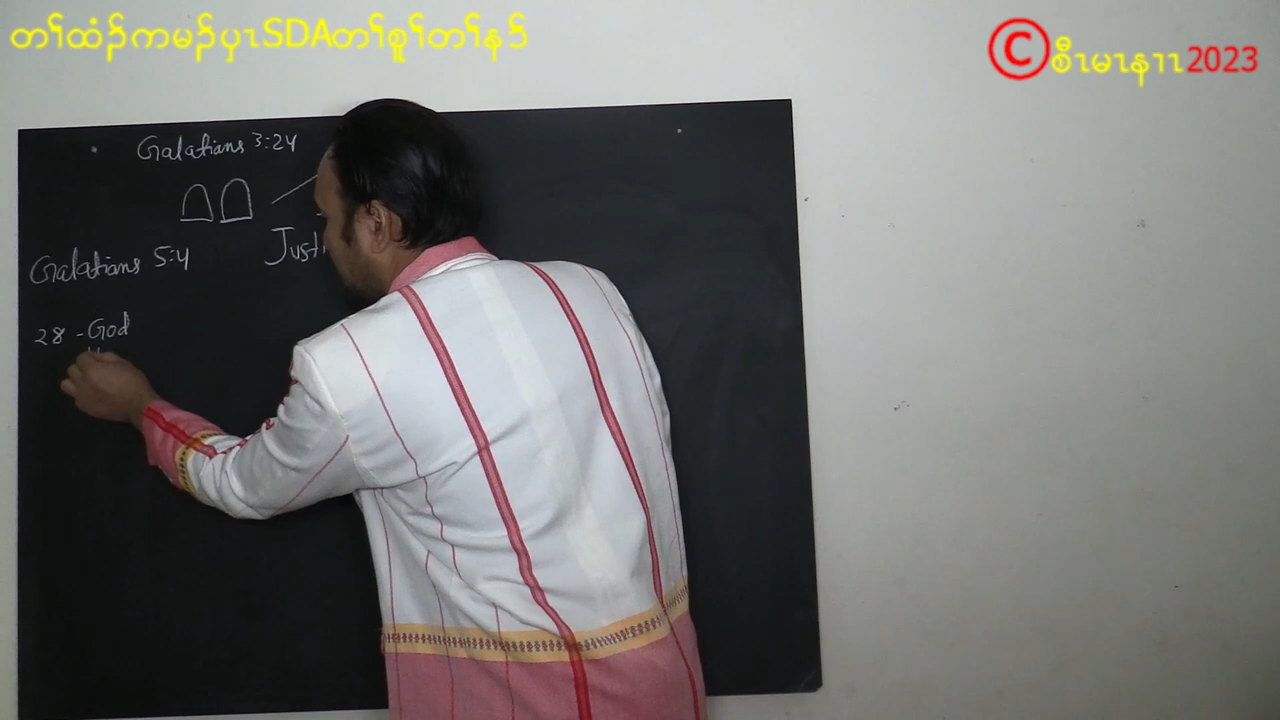 တၢ်ထံၣ်ကမၣ်ပှၤSDAတၢ်စူၢ်တၢ်နာ်
©စီၤမၤနၤ2023
Galatians 3:24
Galatians 5:4
28 - God